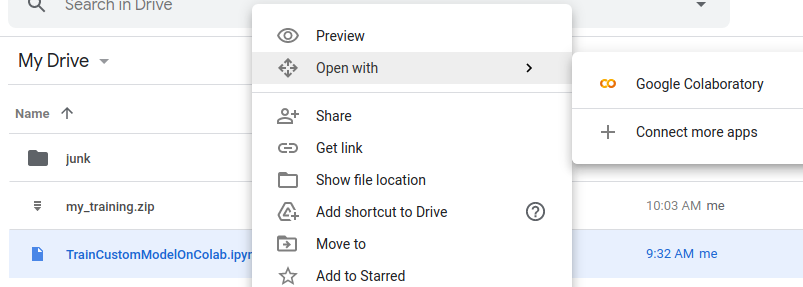 Search in Drive
My Drive
Name
junk
my_training.zip
10:03 AM me
TrainCustomModelOnColab.ipyn
9:32 AM me
Preview
Open with
Share
Get link
Show file location
Add shortcut to Drive
Move to
Add to Starred
Google Colaboratory
Connect more apps